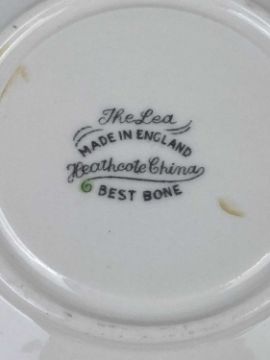 The Lea
MADE IN ENGLAND
Heathcote China
BEST BONE